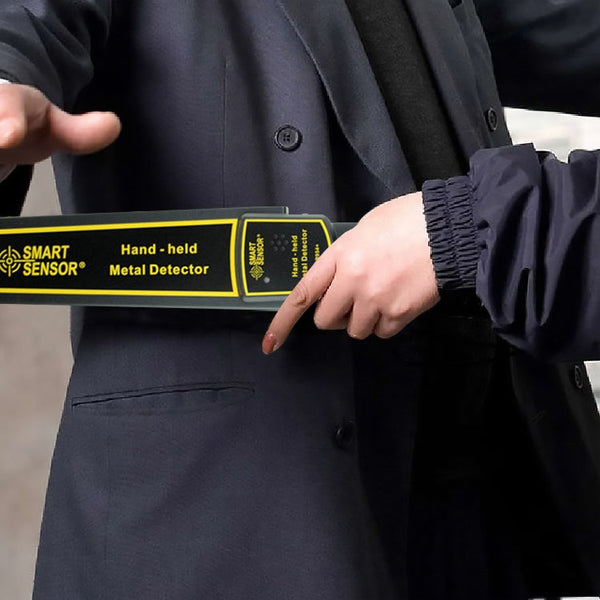 SMART
SENSOR®
Hand - held
Metal Detector
SMART
SENSOR®
Hand - held
Metal Detector